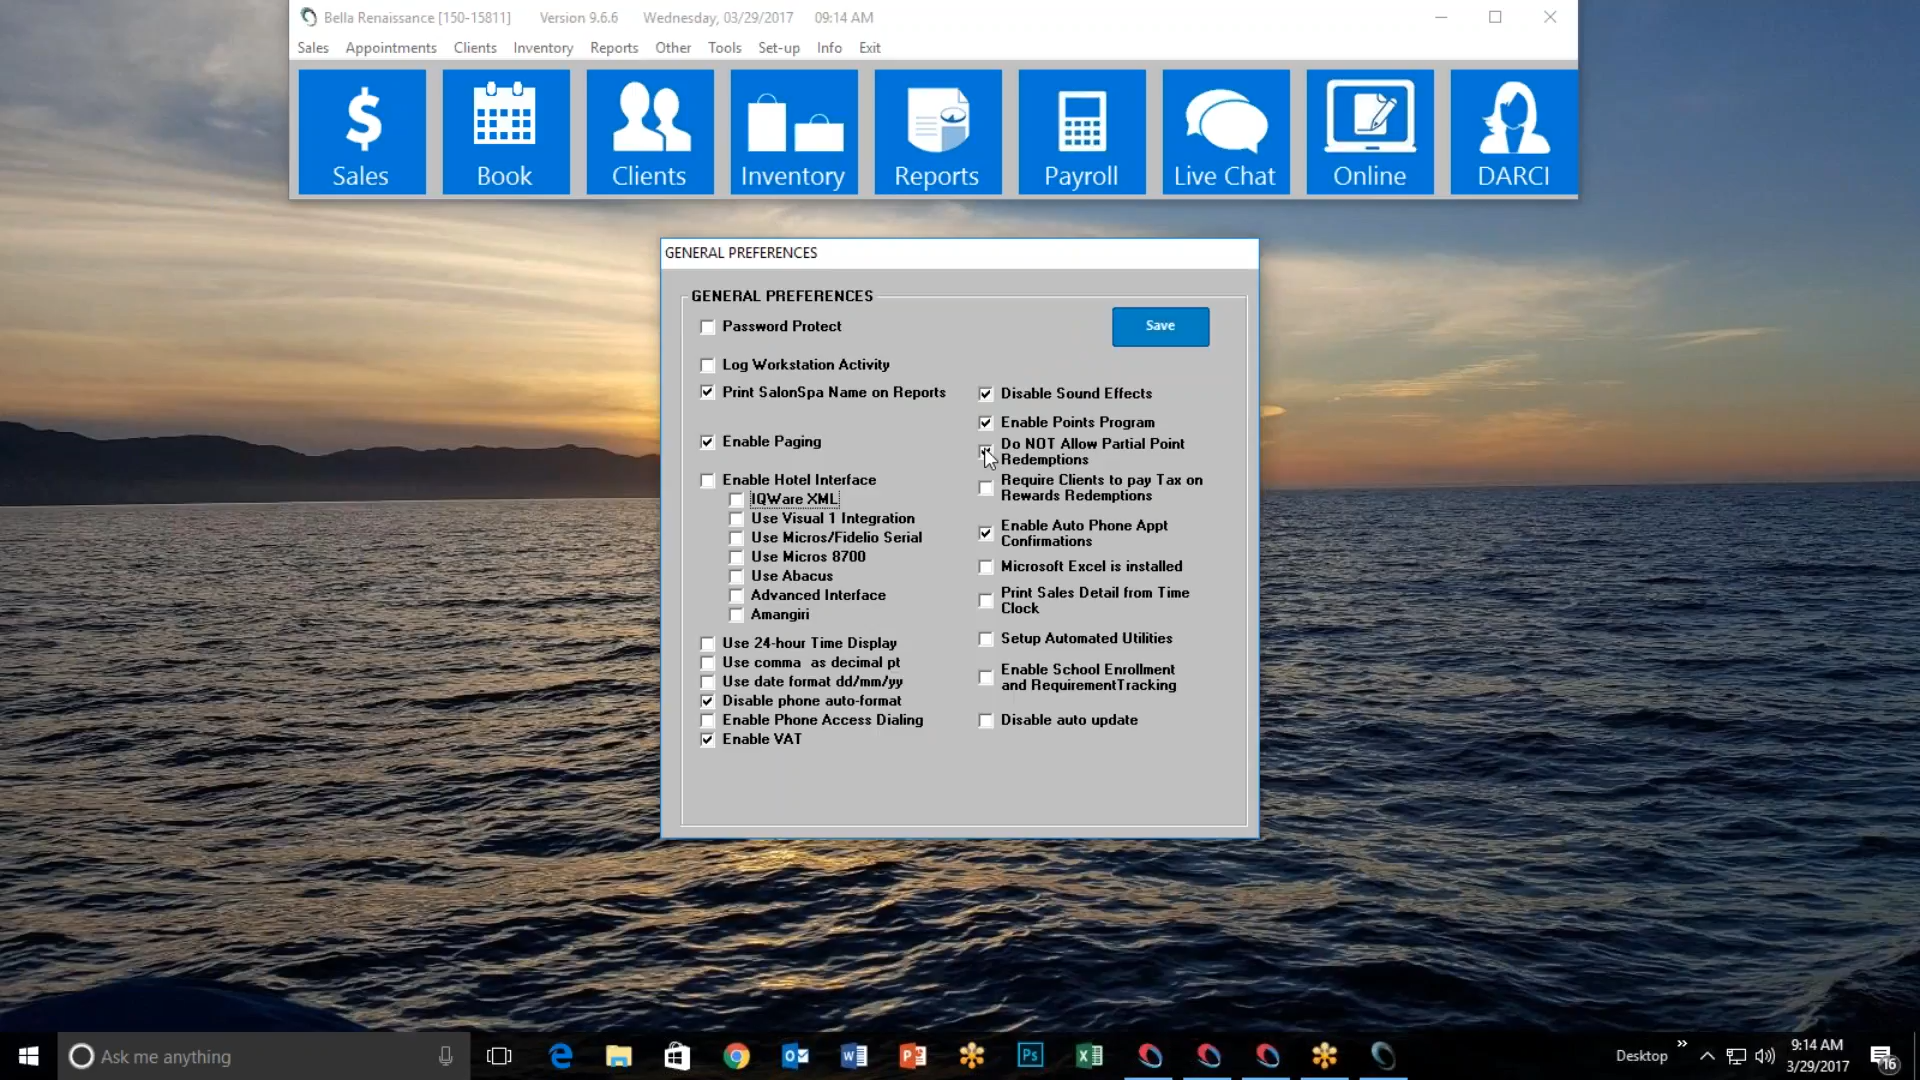 Bella Renaissance [150-15811] Version 9.6.6 Wednesday, 03/29/2017 09:14 AM
Sales Appointments Clients Inventory Reports Other Tools Set-up Info Exit
Sales Book Clients Inventory Reports Payroll Live Chat Online DARCI
GENERAL PREFERENCES
GENERAL PREFERENCES
Password Protect
Save
Log Workstation Activity
Print SalonSpa Name on Reports
Enable Paging
Enable Hotel Interface
IQWare XML
Use Visual 1 Integration
Use Micros/Fidelio Serial
Use Micros 8700
Use Abacus
Advanced Interface
Amangiri
Use 24-hour Time Display
Use comma as decimal pt
Use date format dd/mm/yy
Disable phone auto-format
Enable Phone Access Dialing
Enable VAT
Disable Sound Effects
Enable Points Program
Do NOT Allow Partial Point
Redemptions
Require Clients to pay Tax on
Rewards Redemptions
Enable Auto Phone Appt
Confirmations
Microsoft Excel is installed
Print Sales Detail from Time
Clock
Setup Automated Utilities
Enable School Enrollment
and RequirementTracking
Disable auto update
Ask me anything
Desktop
9:14 AM
3/29/2017
16